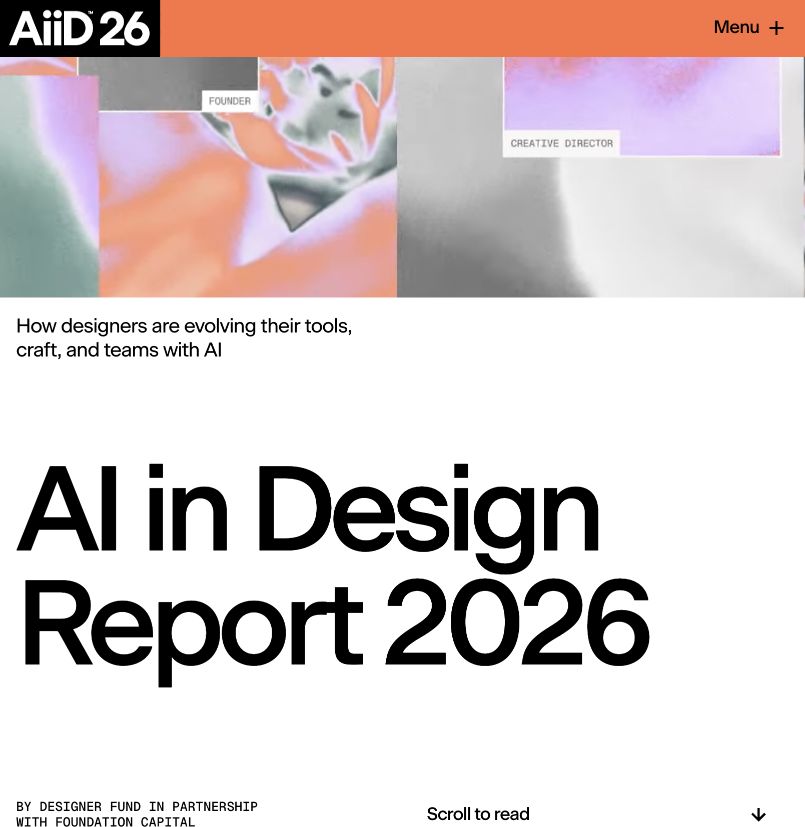 AiiD™ 26
Menu +
FOUNDER
CREATIVE DIRECTOR
How designers are evolving their tools,
craft, and teams with AI
AI in Design
Report 2026
BY DESIGNER FUND IN PARTNERSHIP
WITH FOUNDATION CAPITAL
Scroll to read ↓